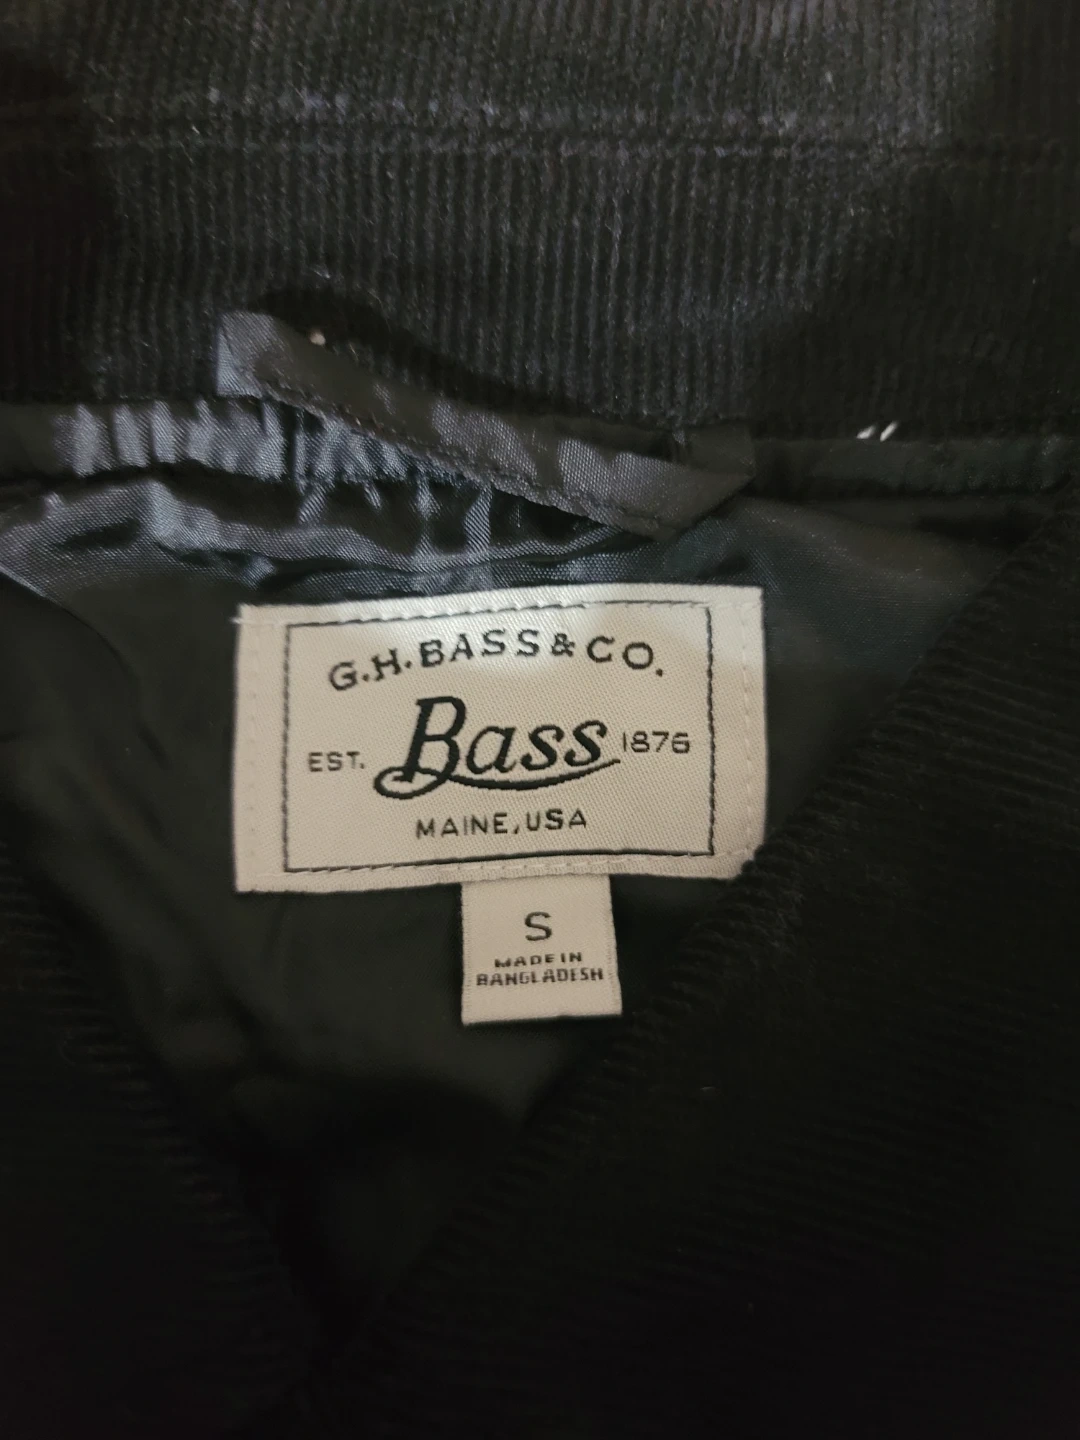 G.H.BASS&CO.
Bass
EST. 1876
MAINE, USA
S
MADE IN
BANGLADESH